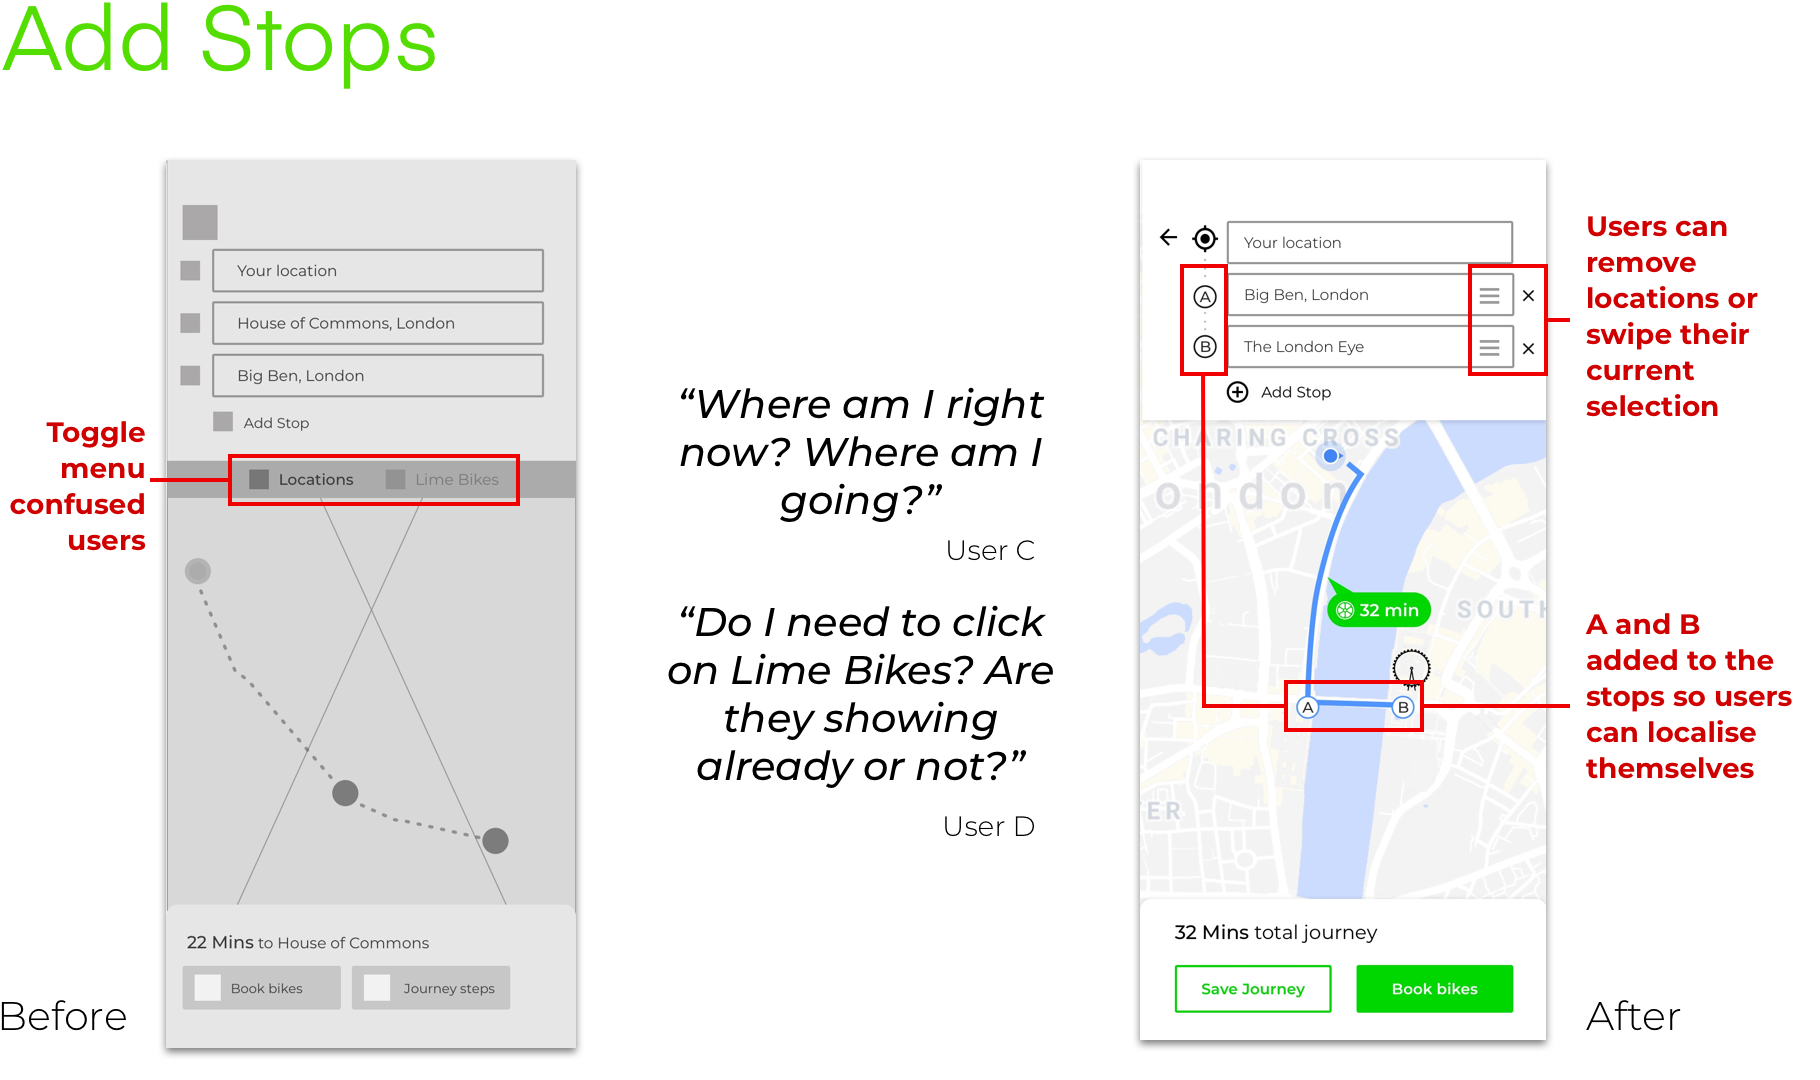 Add Stops
Your location
House of Commons, London
Big Ben, London
Add Stop
Toggle
menu
confused
users
Locations
Lime Bikes
22 Mins to House of Commons
Book bikes
Journey steps
Before
“Where am I right
now? Where am I
going?”
User C
“Do I need to click
on Lime Bikes? Are
they showing
already or not?”
User D
Your location
A
Big Ben, London
B
The London Eye
Add Stop
CHARING CROSS
ondon
32 min
SOUTH
A
B
TER
32 Mins total journey
Save Journey
Book bikes
Users can
remove
locations or
swipe their
current
selection
A and B
added to the
stops so users
can localise
themselves
After